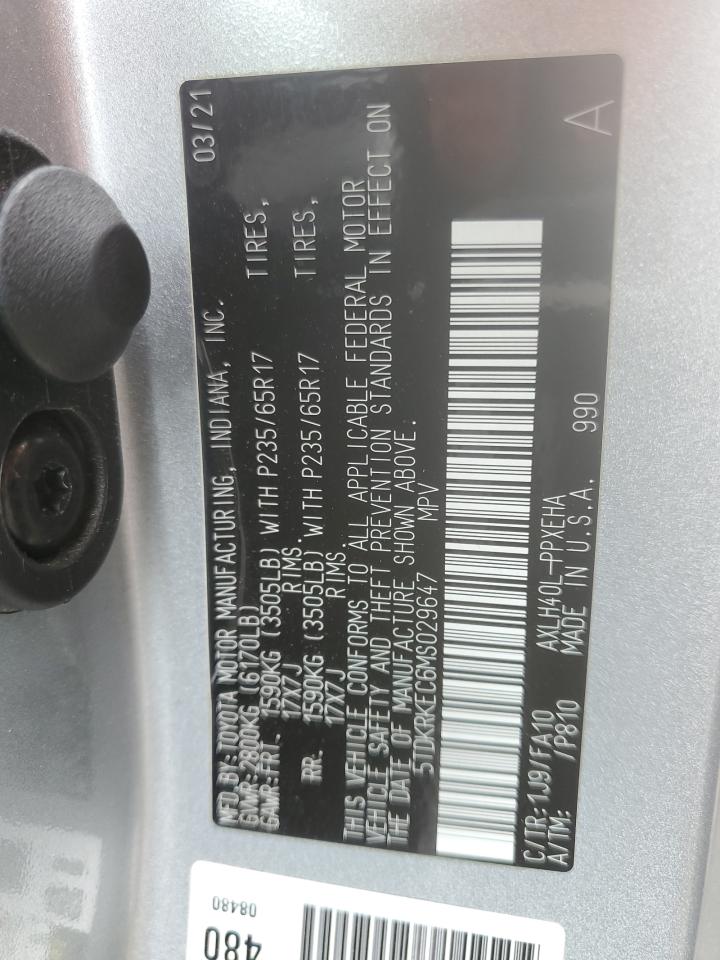 MFD BY: TOYOTA MOTOR MANUFACTURING, INDIANA, INC. 03/21
GVWR: 2800KG (6170LB)
GAWR: FRT- 1590KG (3505LB) WITH P235/65R17 TIRES,
17X7J RIMS.
RR. 1590KG (3505LB) WITH P235/65R17 TIRES,
17X7J RIMS.
THIS VEHICLE CONFORMS TO ALL APPLICABLE FEDERAL MOTOR
VEHICLE SAFETY AND THEFT PREVENTION STANDARDS IN EFFECT ON
THE DATE OF MANUFACTURE SHOWN ABOVE.
5TDKRKEC6MS029647 MPV
C/TR: 1J9/FA10 AXLH40L-PPXEHA 990 A
A/TM: /P810 MADE IN U.S.A.
08480
480